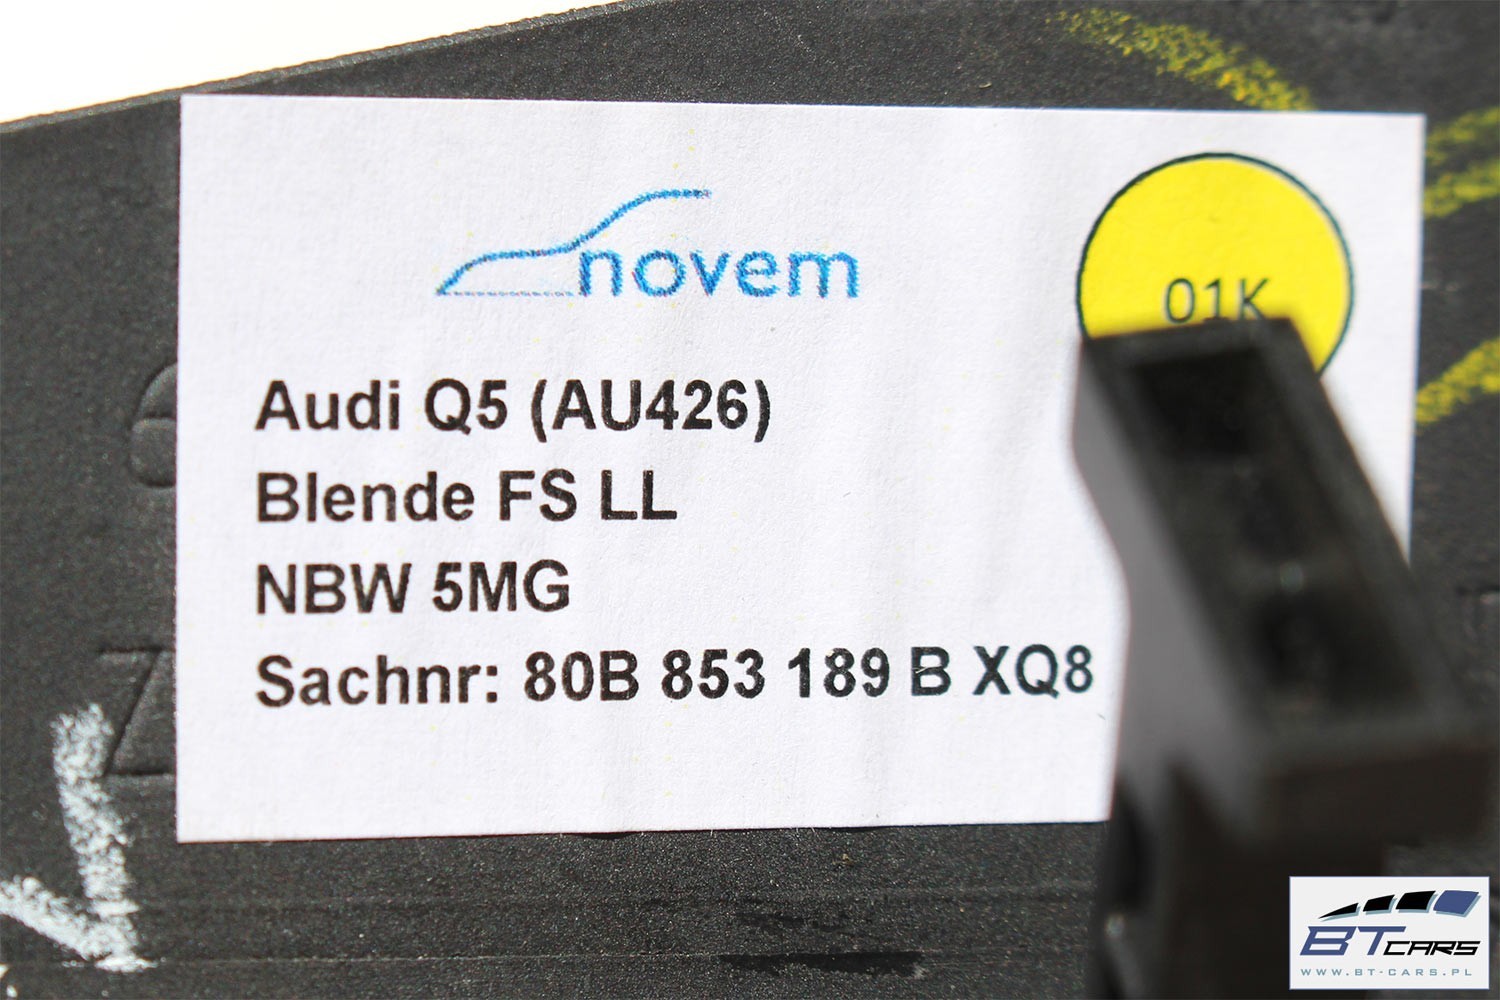 novem
01K
Audi Q5 (AU426)
Blende FS LL
NBW 5MG
Sachnr: 80B 853 189 B XQ8
BT CARS
WWW.BT-CARS.PL